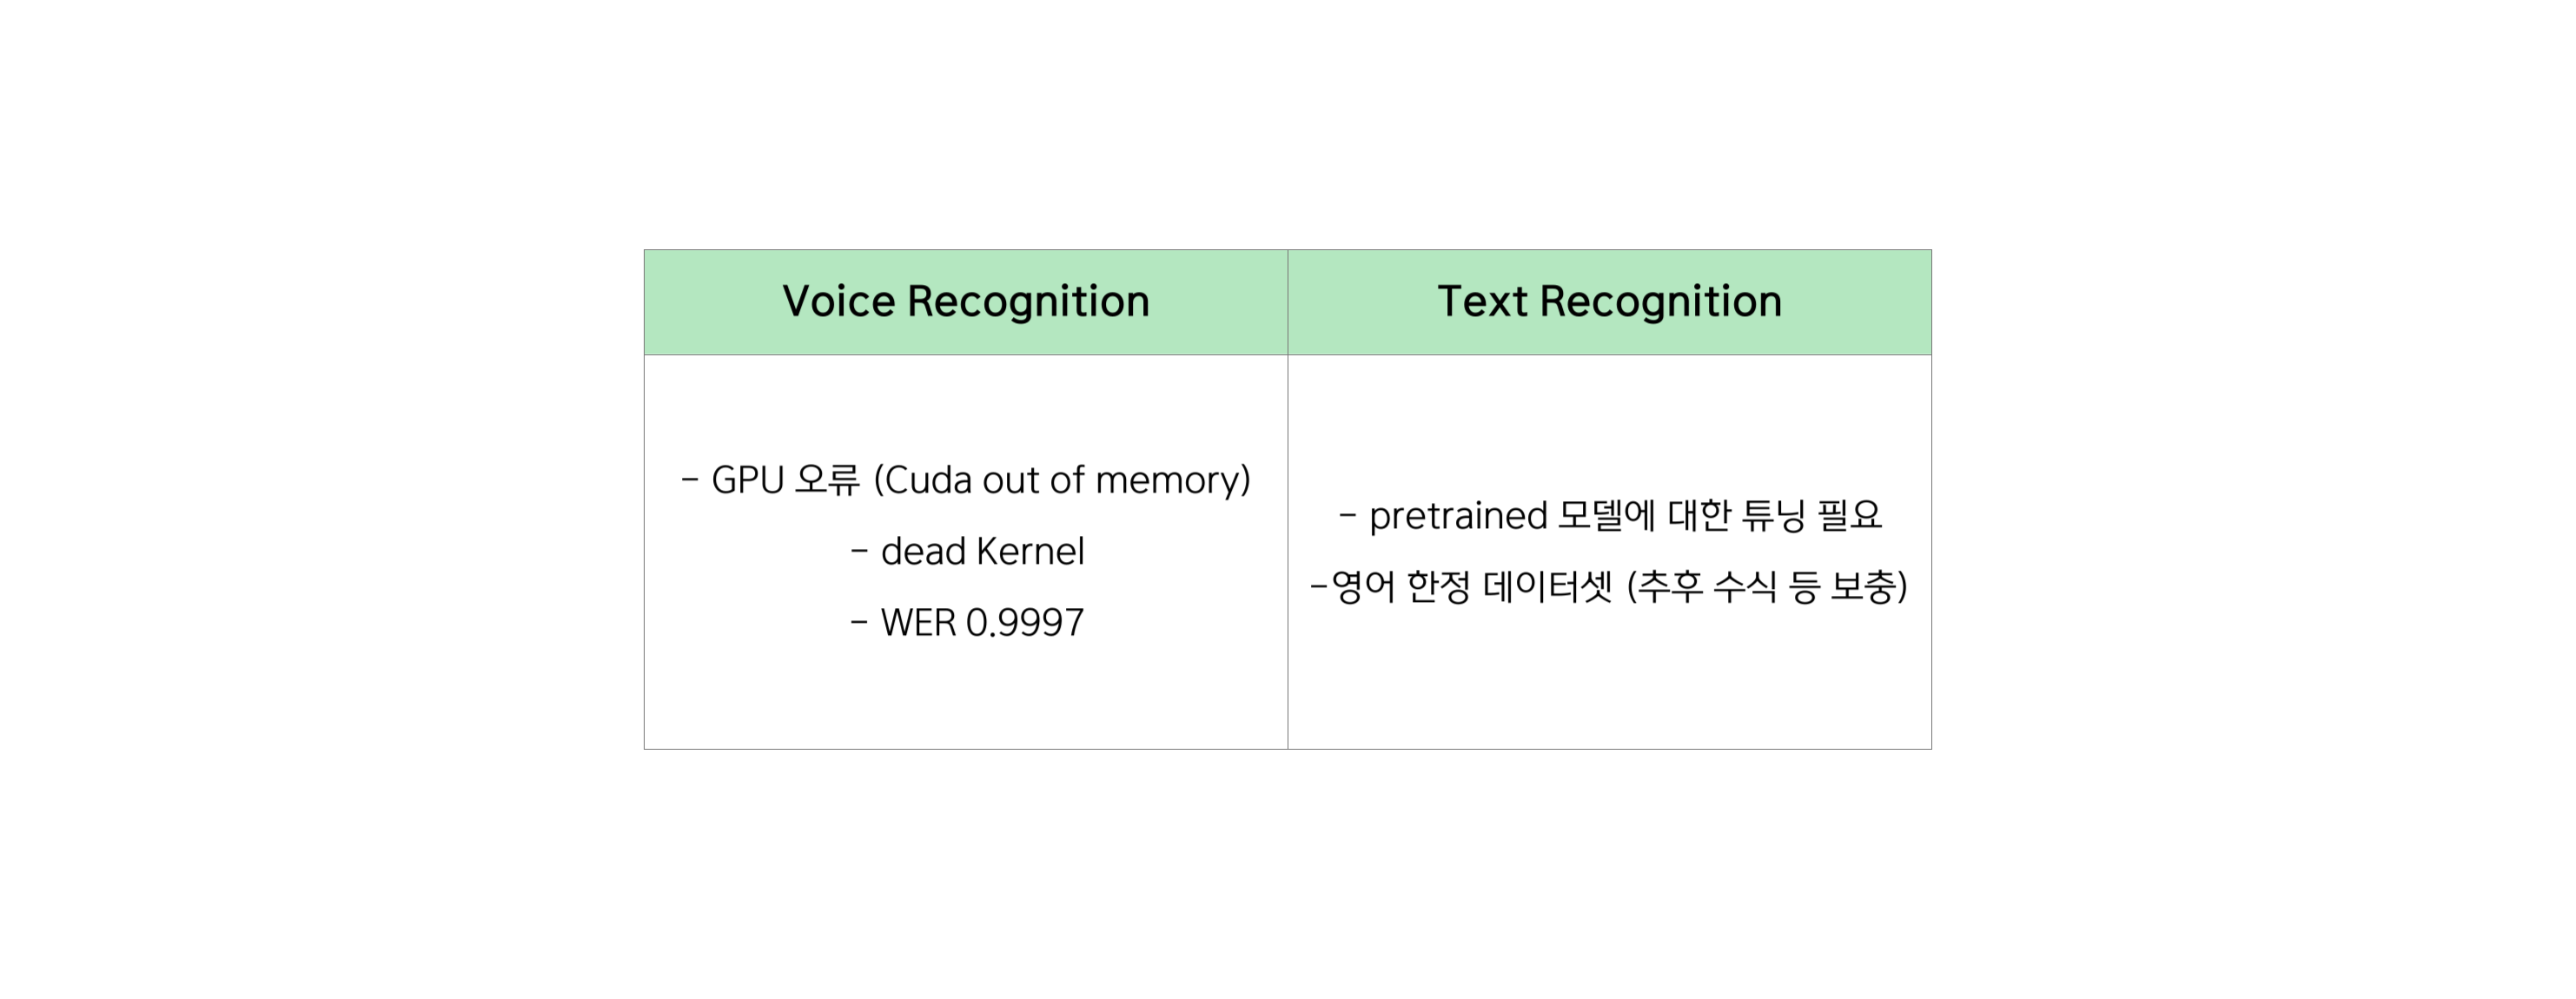 Voice Recognition
Text Recognition
- GPU 오류 (Cuda out of memory)
- dead Kernel
- WER 0.9997
- pretrained 모델에 대한 튜닝 필요
-영어 한정 데이터셋 (추후 수식 등 보충)